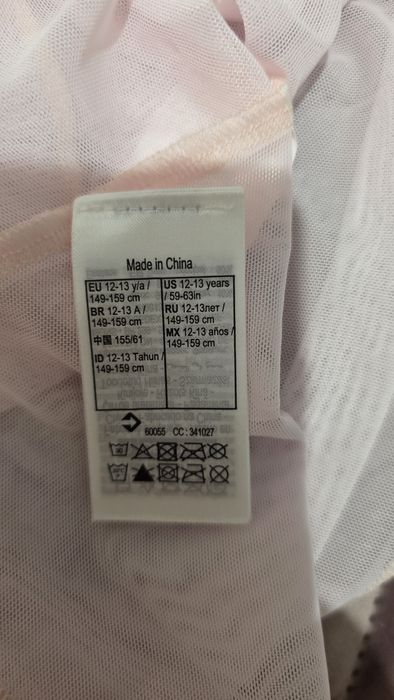 Made in China
EU 12-13 y/a /
149-159 cm
BR 12-13 A /
149-159 cm
中国 155/61
ID 12-13 Tahun /
149-159 cm
US 12-13 years
/ 59-63in
RU 12-13лет /
149-159 cm
MX 12-13 años /
149-159 cm
60055 CC: 341027